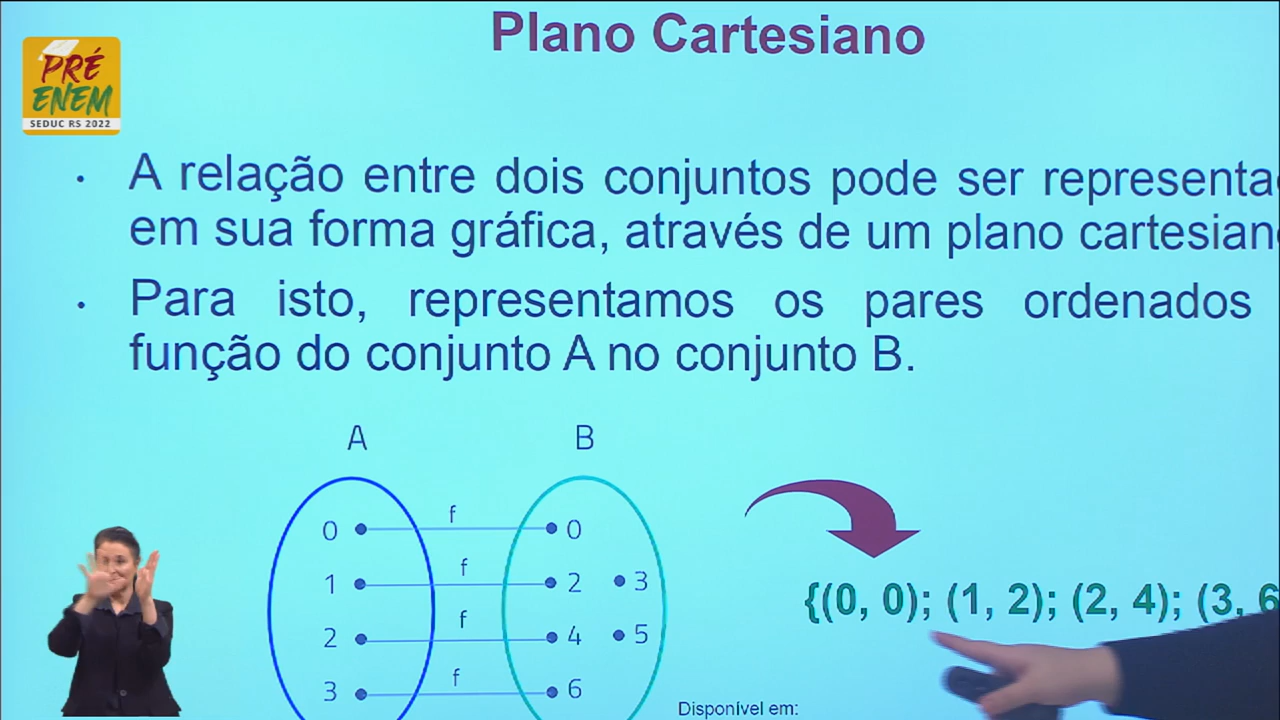 Plano Cartesiano
PRÉ
ENEM
SEDUC RS 2022
• A relação entre dois conjuntos pode ser representa
em sua forma gráfica, através de um plano cartesian
• Para isto, representamos os pares ordenados
função do conjunto A no conjunto B.
A B
0 f 0
1 f 2 3
2 f 4 5
3 f 6
{(0, 0); (1, 2); (2, 4); (3, 6
Disponível em: